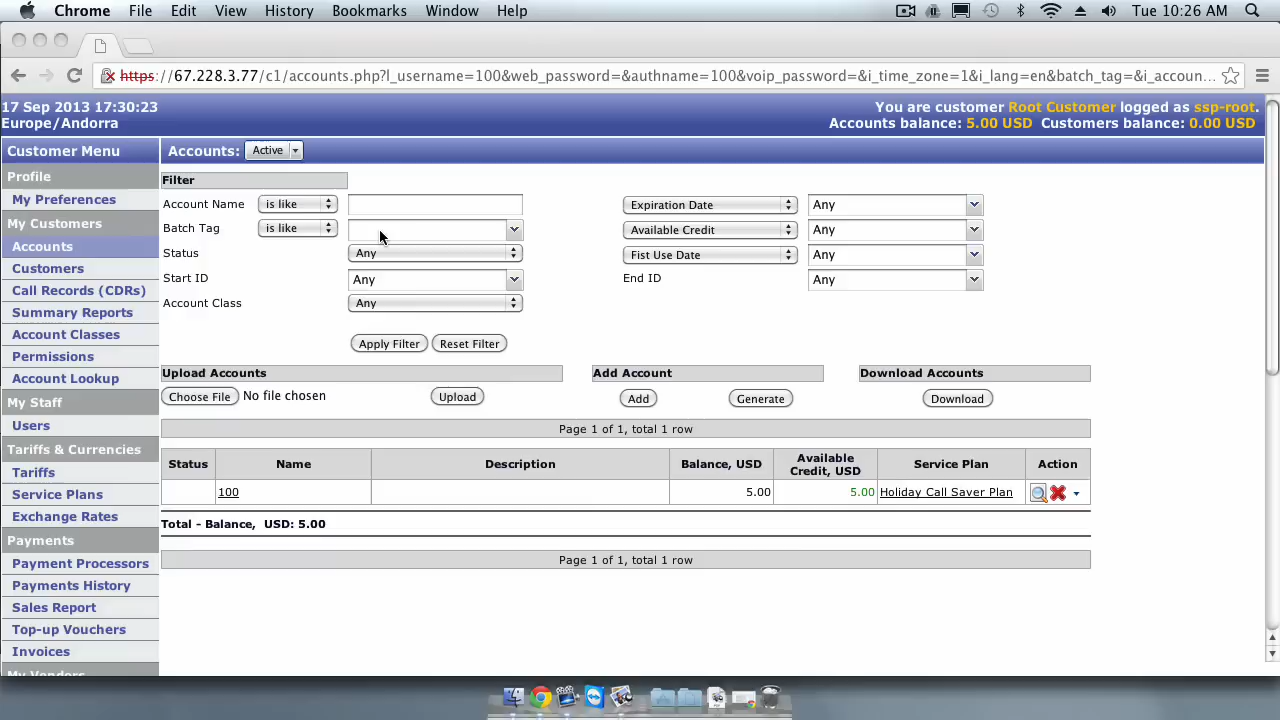 Chrome File Edit View History Bookmarks Window Help Tue 10:26 AM
https://67.228.3.77/c1/accounts.php?l_username=100&web_password=&authname=100&voip_password=&i_time_zone=1&i_lang=en&batch_tag=&i_accoun...
17 Sep 2013 17:30:23
Europe/Andorra
You are customer Root Customer logged as ssp-root.
Accounts balance: 5.00 USD Customers balance: 0.00 USD
Customer Menu
Profile
My Preferences
My Customers
Accounts
Customers
Call Records (CDRs)
Summary Reports
Account Classes
Permissions
Account Lookup
My Staff
Users
Tariffs & Currencies
Tariffs
Service Plans
Exchange Rates
Payments
Payment Processors
Payments History
Sales Report
Top-up Vouchers
Invoices
My Vendors
Accounts: Active
Filter
Account Name is like Expiration Date Any
Batch Tag is like Available Credit Any
Status Any Fist Use Date Any
Start ID Any End ID Any
Account Class Any
Apply Filter Reset Filter
Upload Accounts Add Account Download Accounts
Choose File No file chosen Upload Add Generate Download
Page 1 of 1, total 1 row
Status Name Description Balance, USD Available Credit, USD Service Plan Action
100 5.00 5.00 Holiday Call Saver Plan
Total - Balance, USD: 5.00
Page 1 of 1, total 1 row